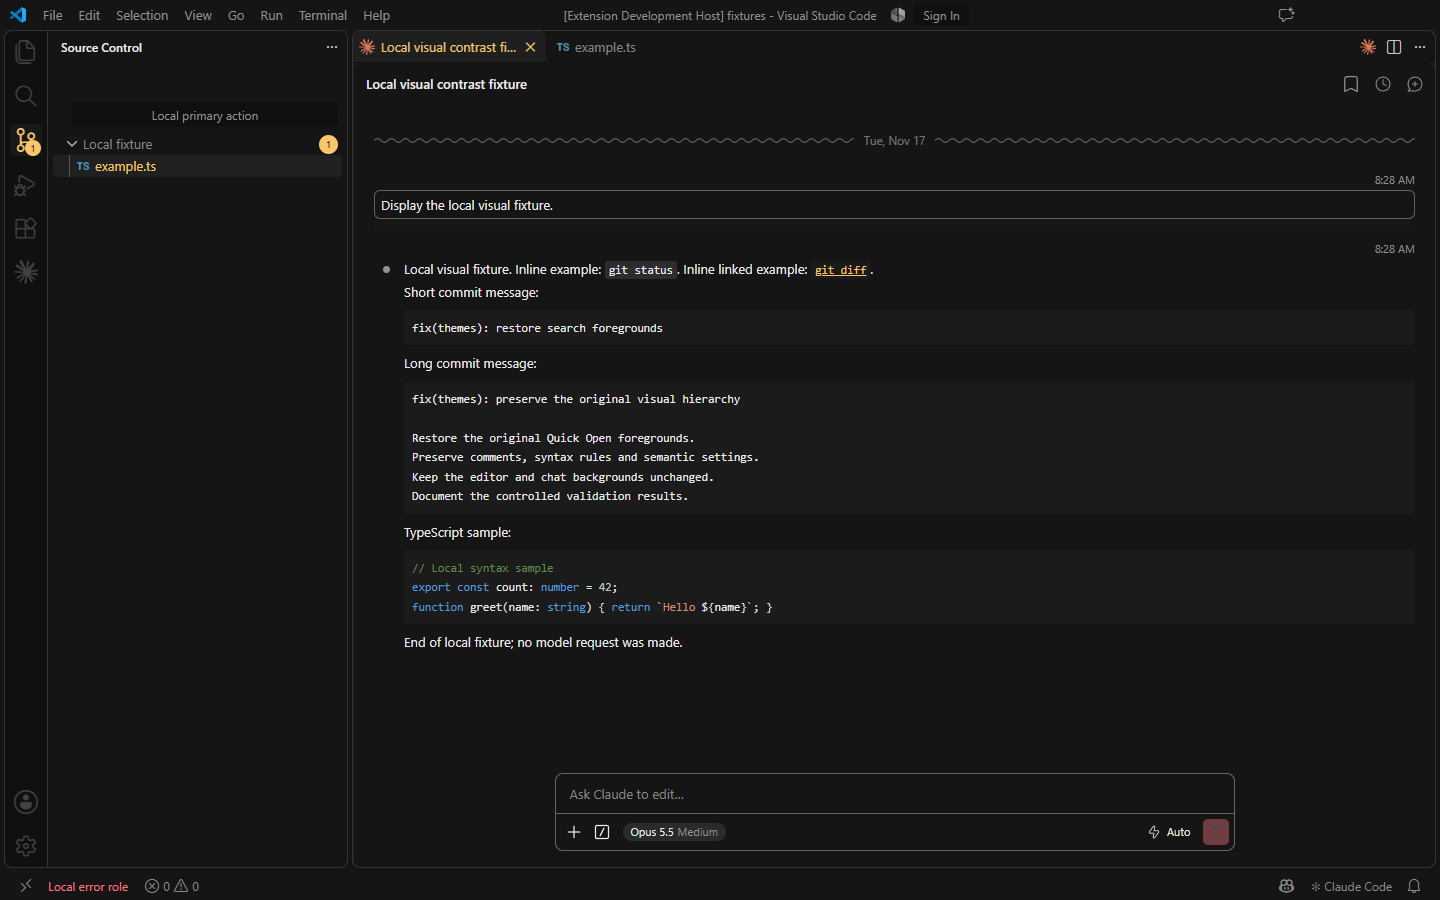 File Edit Selection View Go Run Terminal Help
[Extension Development Host] fixtures - Visual Studio Code
Sign In
Source Control
Local primary action
Local fixture 1
TS example.ts
1
Local visual contrast fi...
TS example.ts
Local visual contrast fixture
Tue, Nov 17
8:28 AM
Display the local visual fixture.
8:28 AM
Local visual fixture. Inline example: git status. Inline linked example: git diff.
Short commit message:
fix(themes): restore search foregrounds
Long commit message:
fix(themes): preserve the original visual hierarchy
Restore the original Quick Open foregrounds.
Preserve comments, syntax rules and semantic settings.
Keep the editor and chat backgrounds unchanged.
Document the controlled validation results.
TypeScript sample:
// Local syntax sample
export const count: number = 42;
function greet(name: string) { return `Hello ${name}`; }
End of local fixture; no model request was made.
Ask Claude to edit...
Opus 5.5 Medium
Auto
Local error role 0 0
Claude Code